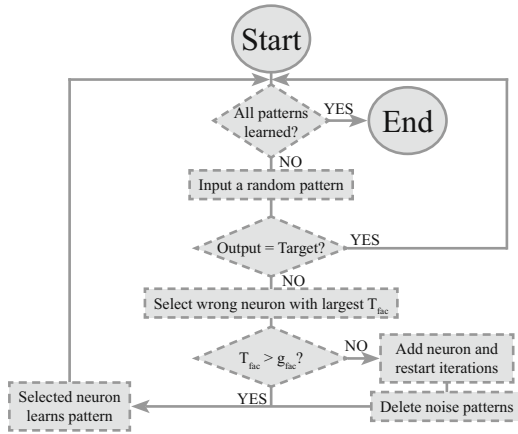 Start
All patterns
learned?
YES
End
NO
Input a random pattern
Output = Target?
YES
NO
Select wrong neuron with largest T_fac
T_fac > g_fac?
NO
Add neuron and
restart iterations
YES
Selected neuron
learns pattern
Delete noise patterns